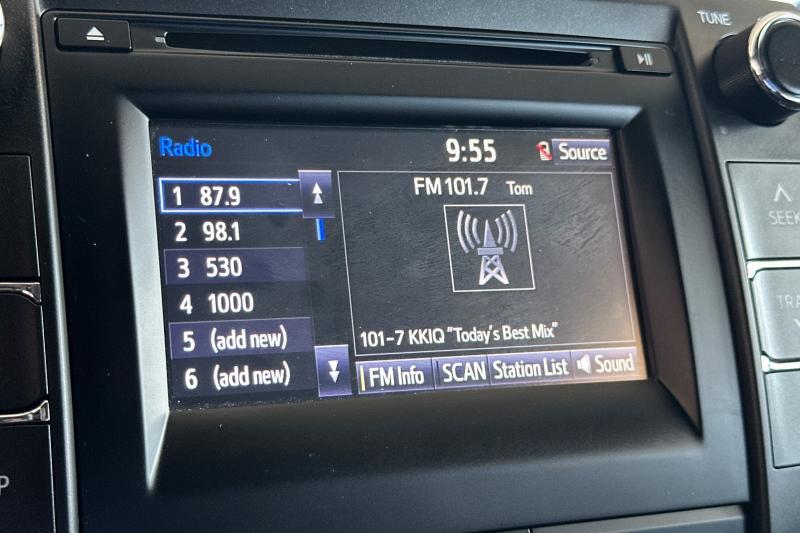 TUNE
Radio
9:55
Source
1 87.9
2 98.1
3 530
4 1000
5 (add new)
6 (add new)
FM 101.7 Tom
101-7 KKIQ "Today's Best Mix"
FM Info
SCAN
Station List
Sound
SEEK
TRA
P